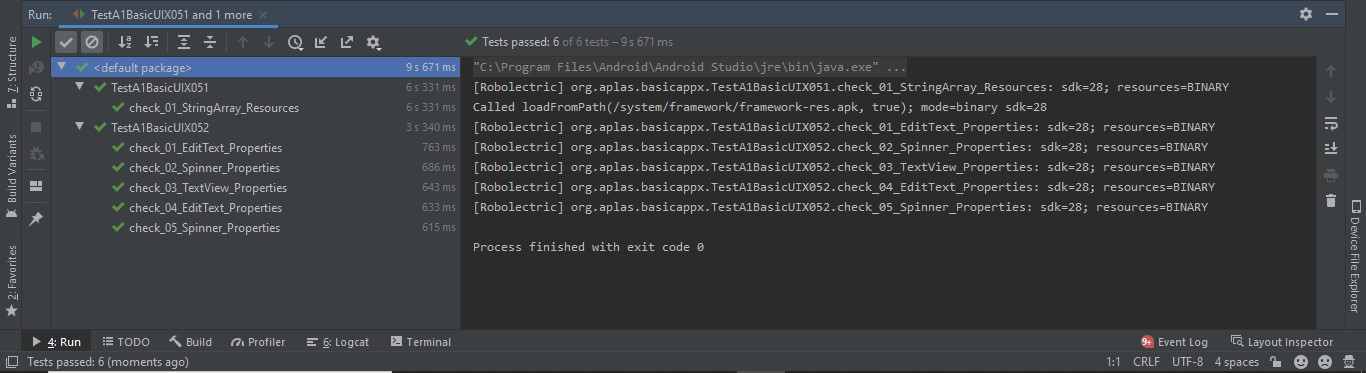 Run: TestA1BasicUIX051 and 1 more
Tests passed: 6 of 6 tests – 9 s 671 ms
<default package> 9 s 671 ms
TestA1BasicUIX051 6 s 331 ms
check_01_StringArray_Resources 6 s 331 ms
TestA1BasicUIX052 3 s 340 ms
check_01_EditText_Properties 763 ms
check_02_Spinner_Properties 686 ms
check_03_TextView_Properties 643 ms
check_04_EditText_Properties 633 ms
check_05_Spinner_Properties 615 ms
"C:\Program Files\Android\Android Studio\jre\bin\java.exe" ...
[Robolectric] org.aplas.basicappx.TestA1BasicUIX051.check_01_StringArray_Resources: sdk=28; resources=BINARY
Called loadFromPath(/system/framework/framework-res.apk, true); mode=binary sdk=28
[Robolectric] org.aplas.basicappx.TestA1BasicUIX052.check_01_EditText_Properties: sdk=28; resources=BINARY
[Robolectric] org.aplas.basicappx.TestA1BasicUIX052.check_02_Spinner_Properties: sdk=28; resources=BINARY
[Robolectric] org.aplas.basicappx.TestA1BasicUIX052.check_03_TextView_Properties: sdk=28; resources=BINARY
[Robolectric] org.aplas.basicappx.TestA1BasicUIX052.check_04_EditText_Properties: sdk=28; resources=BINARY
[Robolectric] org.aplas.basicappx.TestA1BasicUIX052.check_05_Spinner_Properties: sdk=28; resources=BINARY
Process finished with exit code 0
Z: Structure
Build Variants
2: Favorites
Device File Explorer
4: Run TODO Build Profiler 6: Logcat Terminal 9+ Event Log Layout Inspector
Tests passed: 6 (moments ago) 1:1 CRLF UTF-8 4 spaces